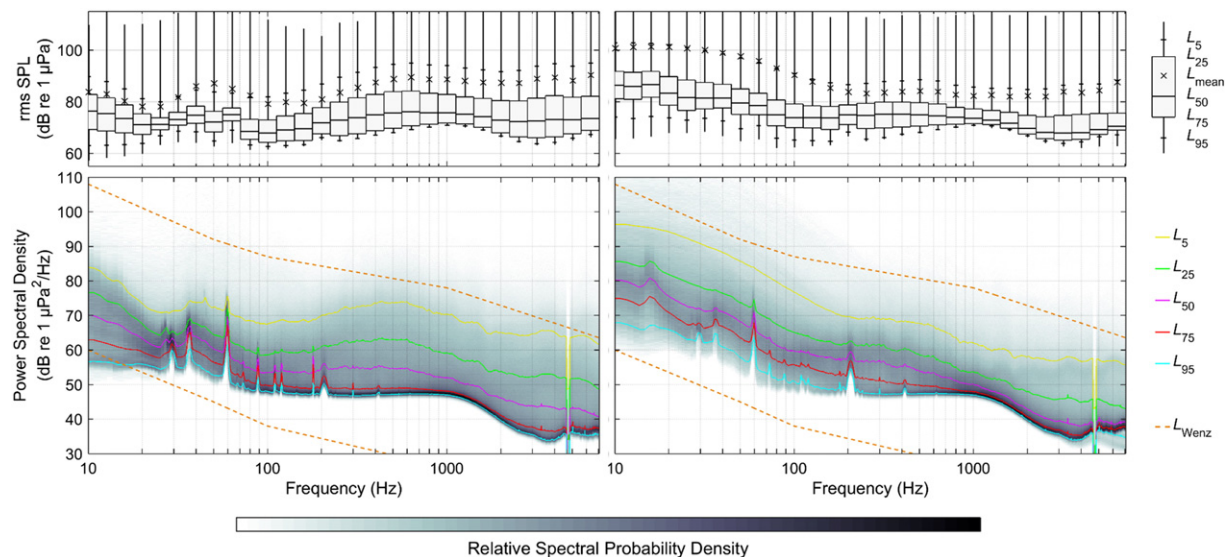 rms SPL
(dB re 1 µPa)
100
80
60
L5
L25
Lmean
L50
L75
L95
Power Spectral Density
(dB re 1 µPa²/Hz)
110
100
90
80
70
60
50
40
30
10 100 1000 10 100 1000
Frequency (Hz) Frequency (Hz)
L5
L25
L50
L75
L95
LWenz
Relative Spectral Probability Density